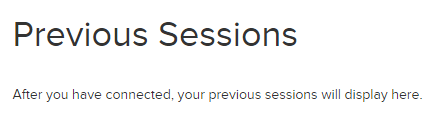 Previous Sessions
After you have connected, your previous sessions will display here.